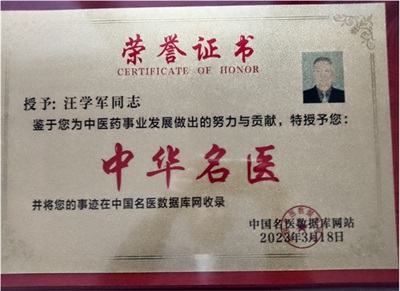 荣誉证书
CERTIFICATE OF HONOR
授予:汪学军同志
鉴于您为中医药事业发展做出的努力与贡献,特授予您:
中华名医
并将您的事迹在中国名医数据库网收录
中国名医数据库网站
2023年3月18日